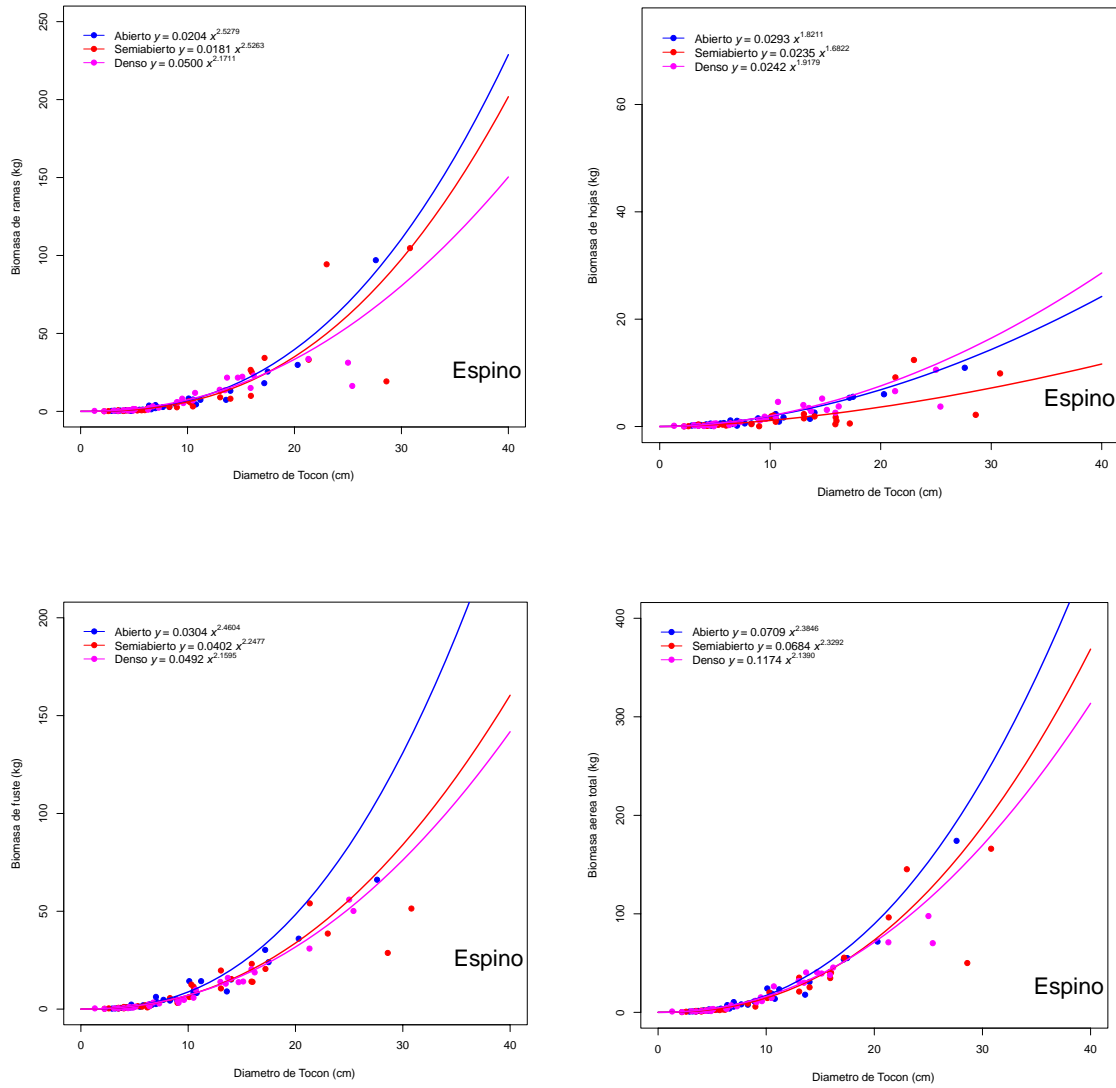 Abierto y = 0.0204 x^2.5279
Semiabierto y = 0.0181 x^2.5263
Denso y = 0.0500 x^2.1711
250
200
150
100
50
0
Biomasa de ramas (kg)
Espino
0 10 20 30 40
Diametro de Tocon (cm)
Abierto y = 0.0293 x^1.8211
Semiabierto y = 0.0235 x^1.6822
Denso y = 0.0242 x^1.9179
60
40
20
0
Biomasa de hojas (kg)
Espino
0 10 20 30 40
Diametro de Tocon (cm)
Abierto y = 0.0304 x^2.4604
Semiabierto y = 0.0402 x^2.2477
Denso y = 0.0492 x^2.1595
200
150
100
50
0
Biomasa de fuste (kg)
Espino
0 10 20 30 40
Diametro de Tocon (cm)
Abierto y = 0.0709 x^2.3846
Semiabierto y = 0.0684 x^2.3292
Denso y = 0.1174 x^2.1390
400
300
200
100
0
Biomasa aerea total (kg)
Espino
0 10 20 30 40
Diametro de Tocon (cm)